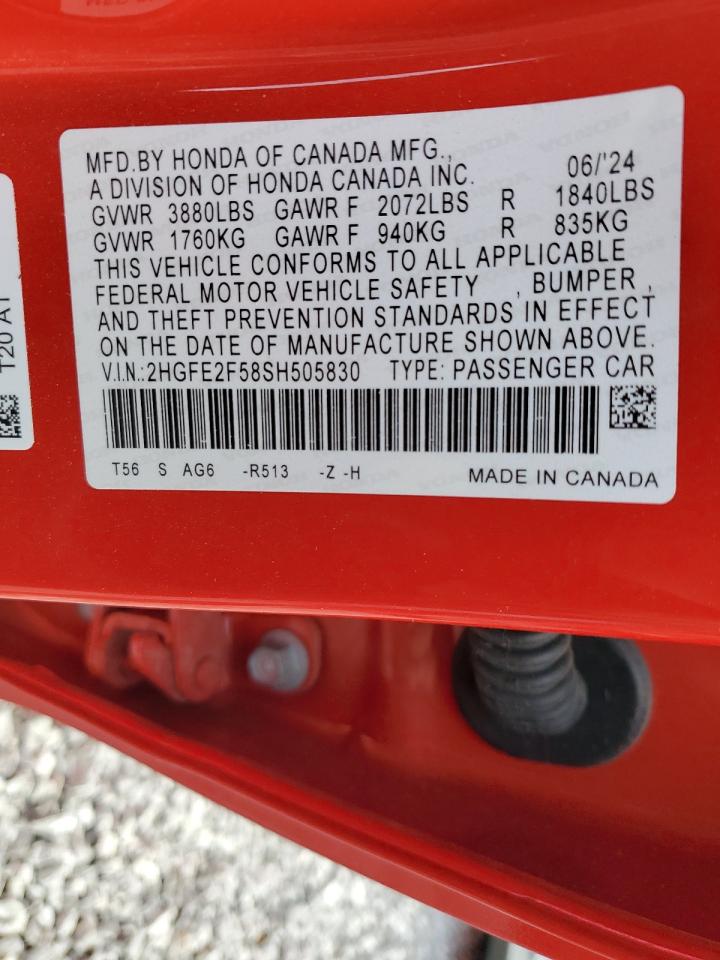 MFD.BY HONDA OF CANADA MFG., 06/'24
A DIVISION OF HONDA CANADA INC.
GVWR 3880LBS GAWR F 2072LBS R 1840LBS
GVWR 1760KG GAWR F 940KG R 835KG
THIS VEHICLE CONFORMS TO ALL APPLICABLE
FEDERAL MOTOR VEHICLE SAFETY , BUMPER ,
AND THEFT PREVENTION STANDARDS IN EFFECT
ON THE DATE OF MANUFACTURE SHOWN ABOVE.
V.I.N.:2HGFE2F58SH505830 TYPE: PASSENGER CAR
T56 S AG6 -R513 -Z -H MADE IN CANADA
T20 A1